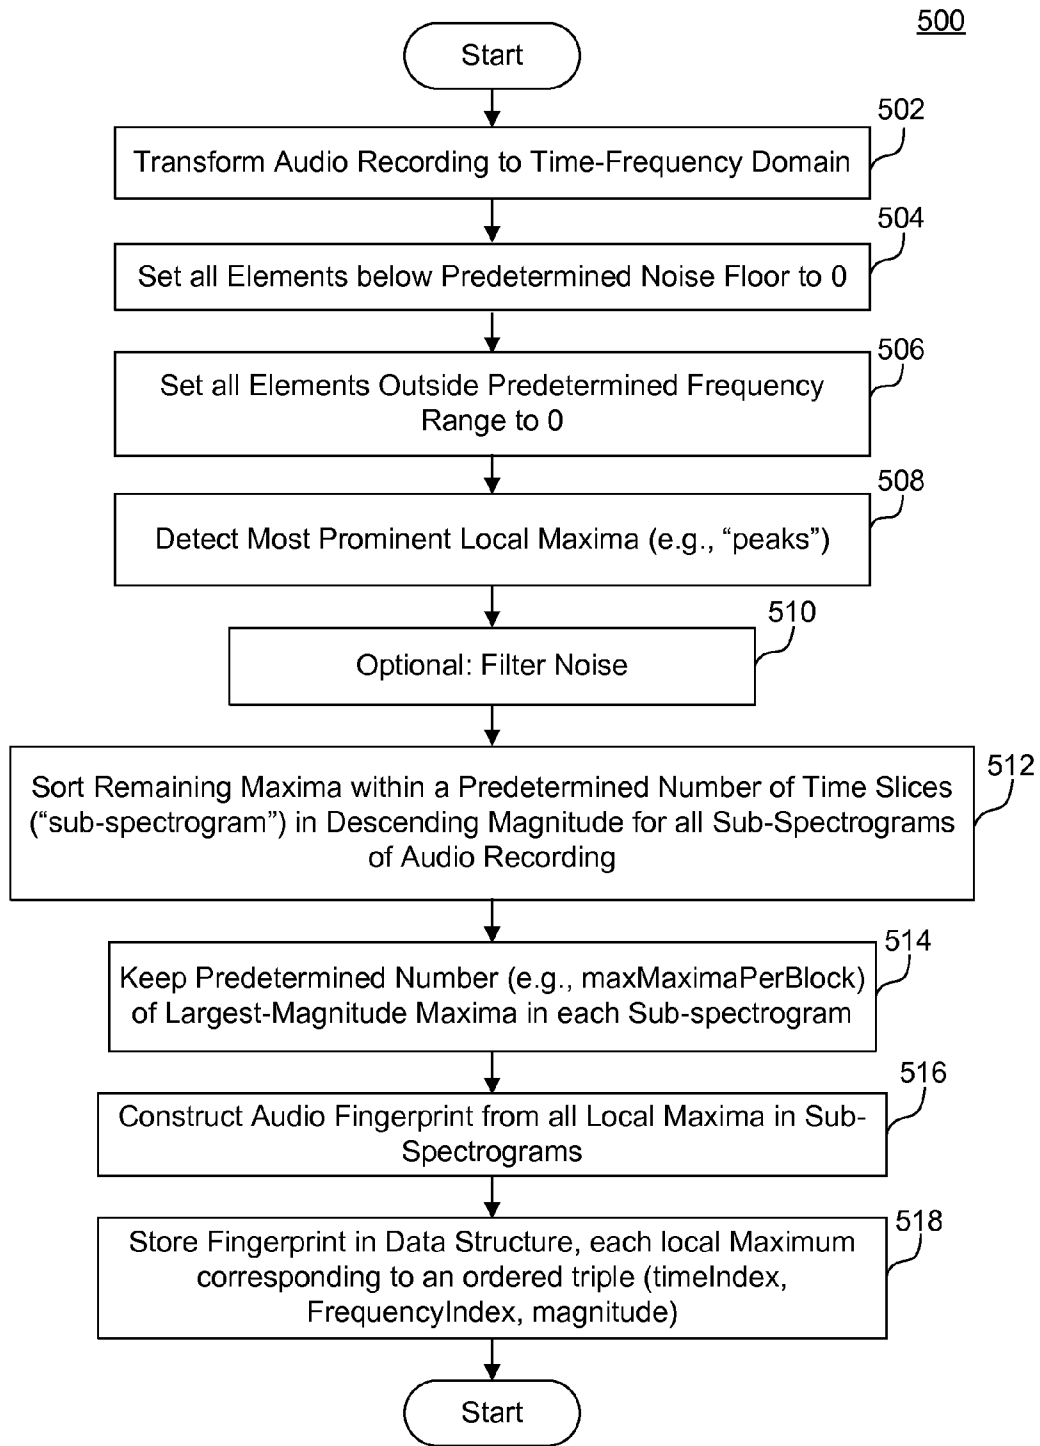 500
Start
502
Transform Audio Recording to Time-Frequency Domain
504
Set all Elements below Predetermined Noise Floor to 0
506
Set all Elements Outside Predetermined Frequency
Range to 0
508
Detect Most Prominent Local Maxima (e.g., “peaks”)
510
Optional: Filter Noise
512
Sort Remaining Maxima within a Predetermined Number of Time Slices
(“sub-spectrogram”) in Descending Magnitude for all Sub-Spectrograms
of Audio Recording
514
Keep Predetermined Number (e.g., maxMaximaPerBlock)
of Largest-Magnitude Maxima in each Sub-spectrogram
516
Construct Audio Fingerprint from all Local Maxima in Sub-
Spectrograms
518
Store Fingerprint in Data Structure, each local Maximum
corresponding to an ordered triple (timeIndex,
FrequencyIndex, magnitude)
Start